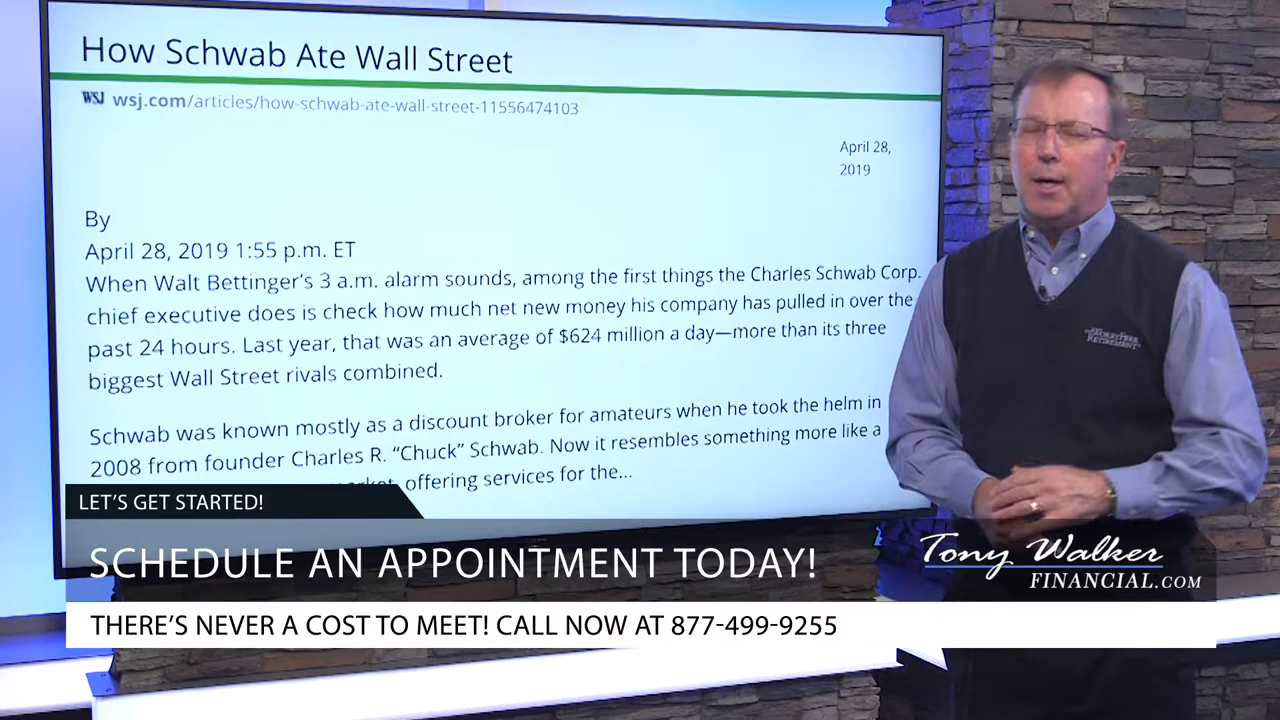 How Schwab Ate Wall Street
WSJ wsj.com/articles/how-schwab-ate-wall-street-11556474103
April 28,
2019
By
April 28, 2019 1:55 p.m. ET
When Walt Bettinger's 3 a.m. alarm sounds, among the first things the Charles Schwab Corp.
chief executive does is check how much net new money his company has pulled in over the
past 24 hours. Last year, that was an average of $624 million a day—more than its three
biggest Wall Street rivals combined.
Schwab was known mostly as a discount broker for amateurs when he took the helm in
2008 from founder Charles R. “Chuck” Schwab. Now it resembles something more like a
offering services for the...
RETIREMENT
LET'S GET STARTED!
SCHEDULE AN APPOINTMENT TODAY!
Tony Walker
FINANCIAL.COM
THERE'S NEVER A COST TO MEET! CALL NOW AT 877-499-9255